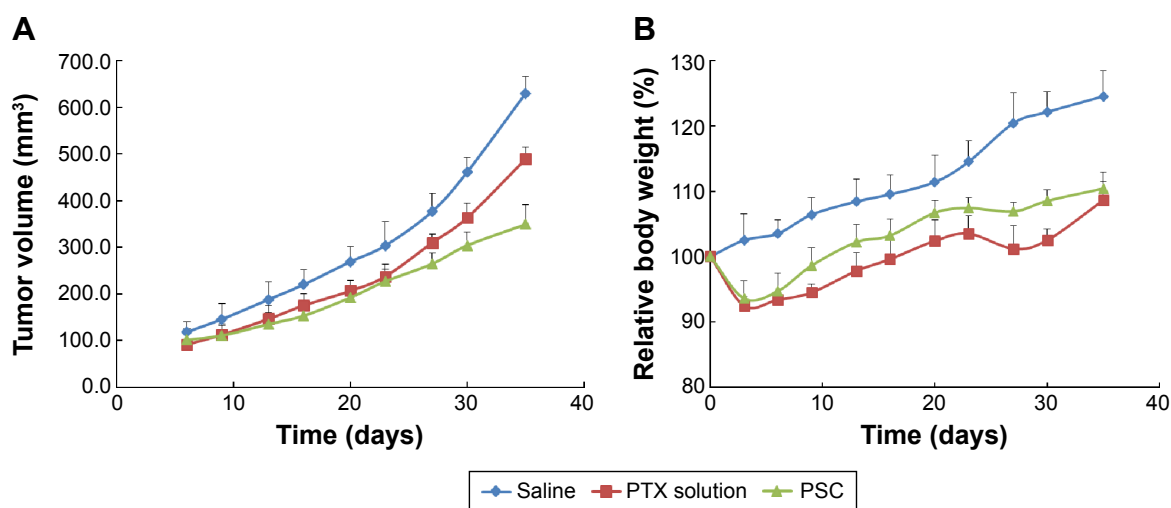 A
Tumor volume (mm³)
700.0
600.0
500.0
400.0
300.0
200.0
100.0
0.0
0 10 20 30 40
Time (days)
B
Relative body weight (%)
130
120
110
100
90
80
0 10 20 30 40
Time (days)
Saline PTX solution PSC